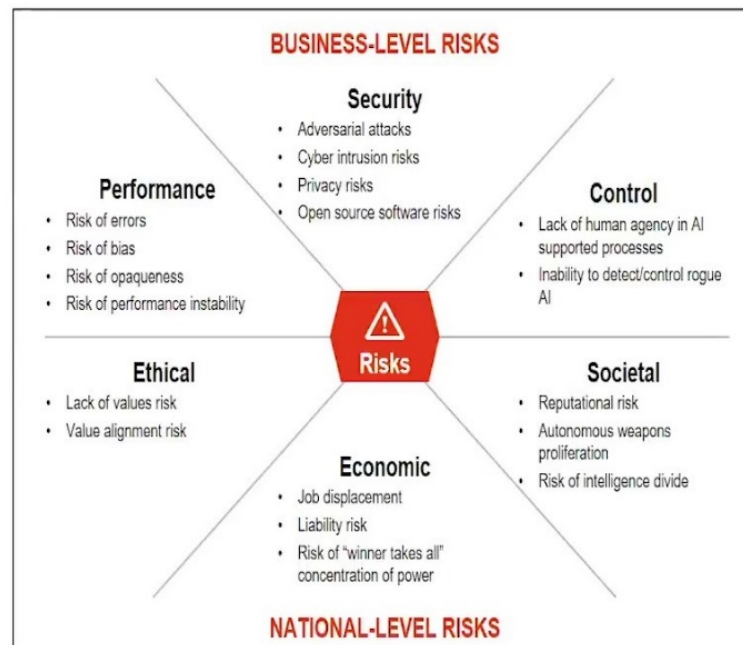 BUSINESS-LEVEL RISKS
Security
• Adversarial attacks
• Cyber intrusion risks
• Privacy risks
• Open source software risks
Performance
• Risk of errors
• Risk of bias
• Risk of opaqueness
• Risk of performance instability
Control
• Lack of human agency in AI
supported processes
• Inability to detect/control rogue
AI
Risks
Ethical
• Lack of values risk
• Value alignment risk
Economic
• Job displacement
• Liability risk
• Risk of “winner takes all”
concentration of power
Societal
• Reputational risk
• Autonomous weapons
proliferation
• Risk of intelligence divide
NATIONAL-LEVEL RISKS